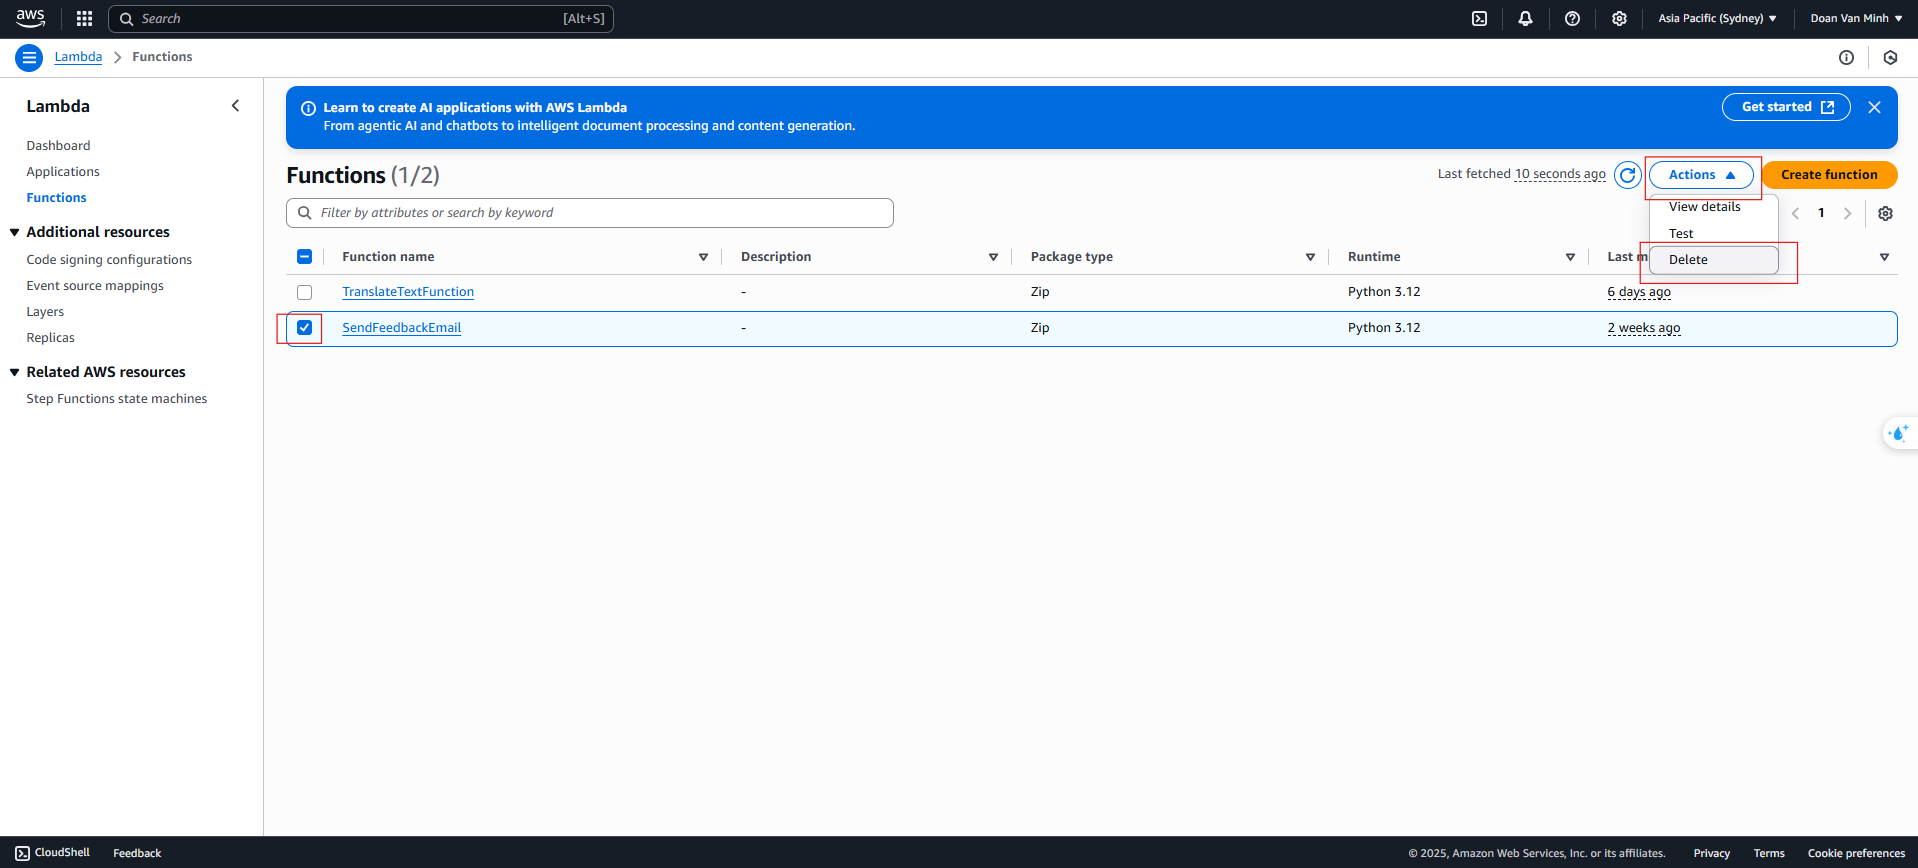 aws
Search
[Alt+S]
Asia Pacific (Sydney)
Doan Van Minh
Lambda
Functions
Lambda
Dashboard
Applications
Functions
Additional resources
Code signing configurations
Event source mappings
Layers
Replicas
Related AWS resources
Step Functions state machines
Learn to create AI applications with AWS Lambda
From agentic AI and chatbots to intelligent document processing and content generation.
Get started
Functions (1/2)
Last fetched 10 seconds ago
Actions
Create function
View details
Test
Delete
Filter by attributes or search by keyword
1
Function name Description Package type Runtime Last m
TranslateTextFunction - Zip Python 3.12 6 days ago
SendFeedbackEmail - Zip Python 3.12 2 weeks ago
CloudShell
Feedback
© 2025, Amazon Web Services, Inc. or its affiliates.
Privacy
Terms
Cookie preferences